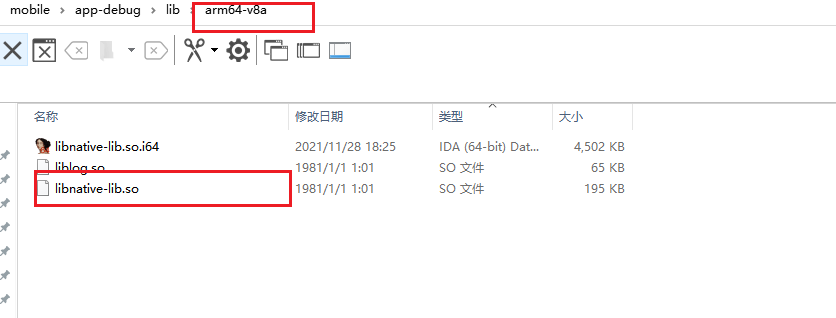 mobile › app-debug › lib › arm64-v8a
名称 修改日期 类型 大小
libnative-lib.so.i64 2021/11/28 18:25 IDA (64-bit) Dat... 4,502 KB
liblog.so 1981/1/1 1:01 SO 文件 65 KB
libnative-lib.so 1981/1/1 1:01 SO 文件 195 KB